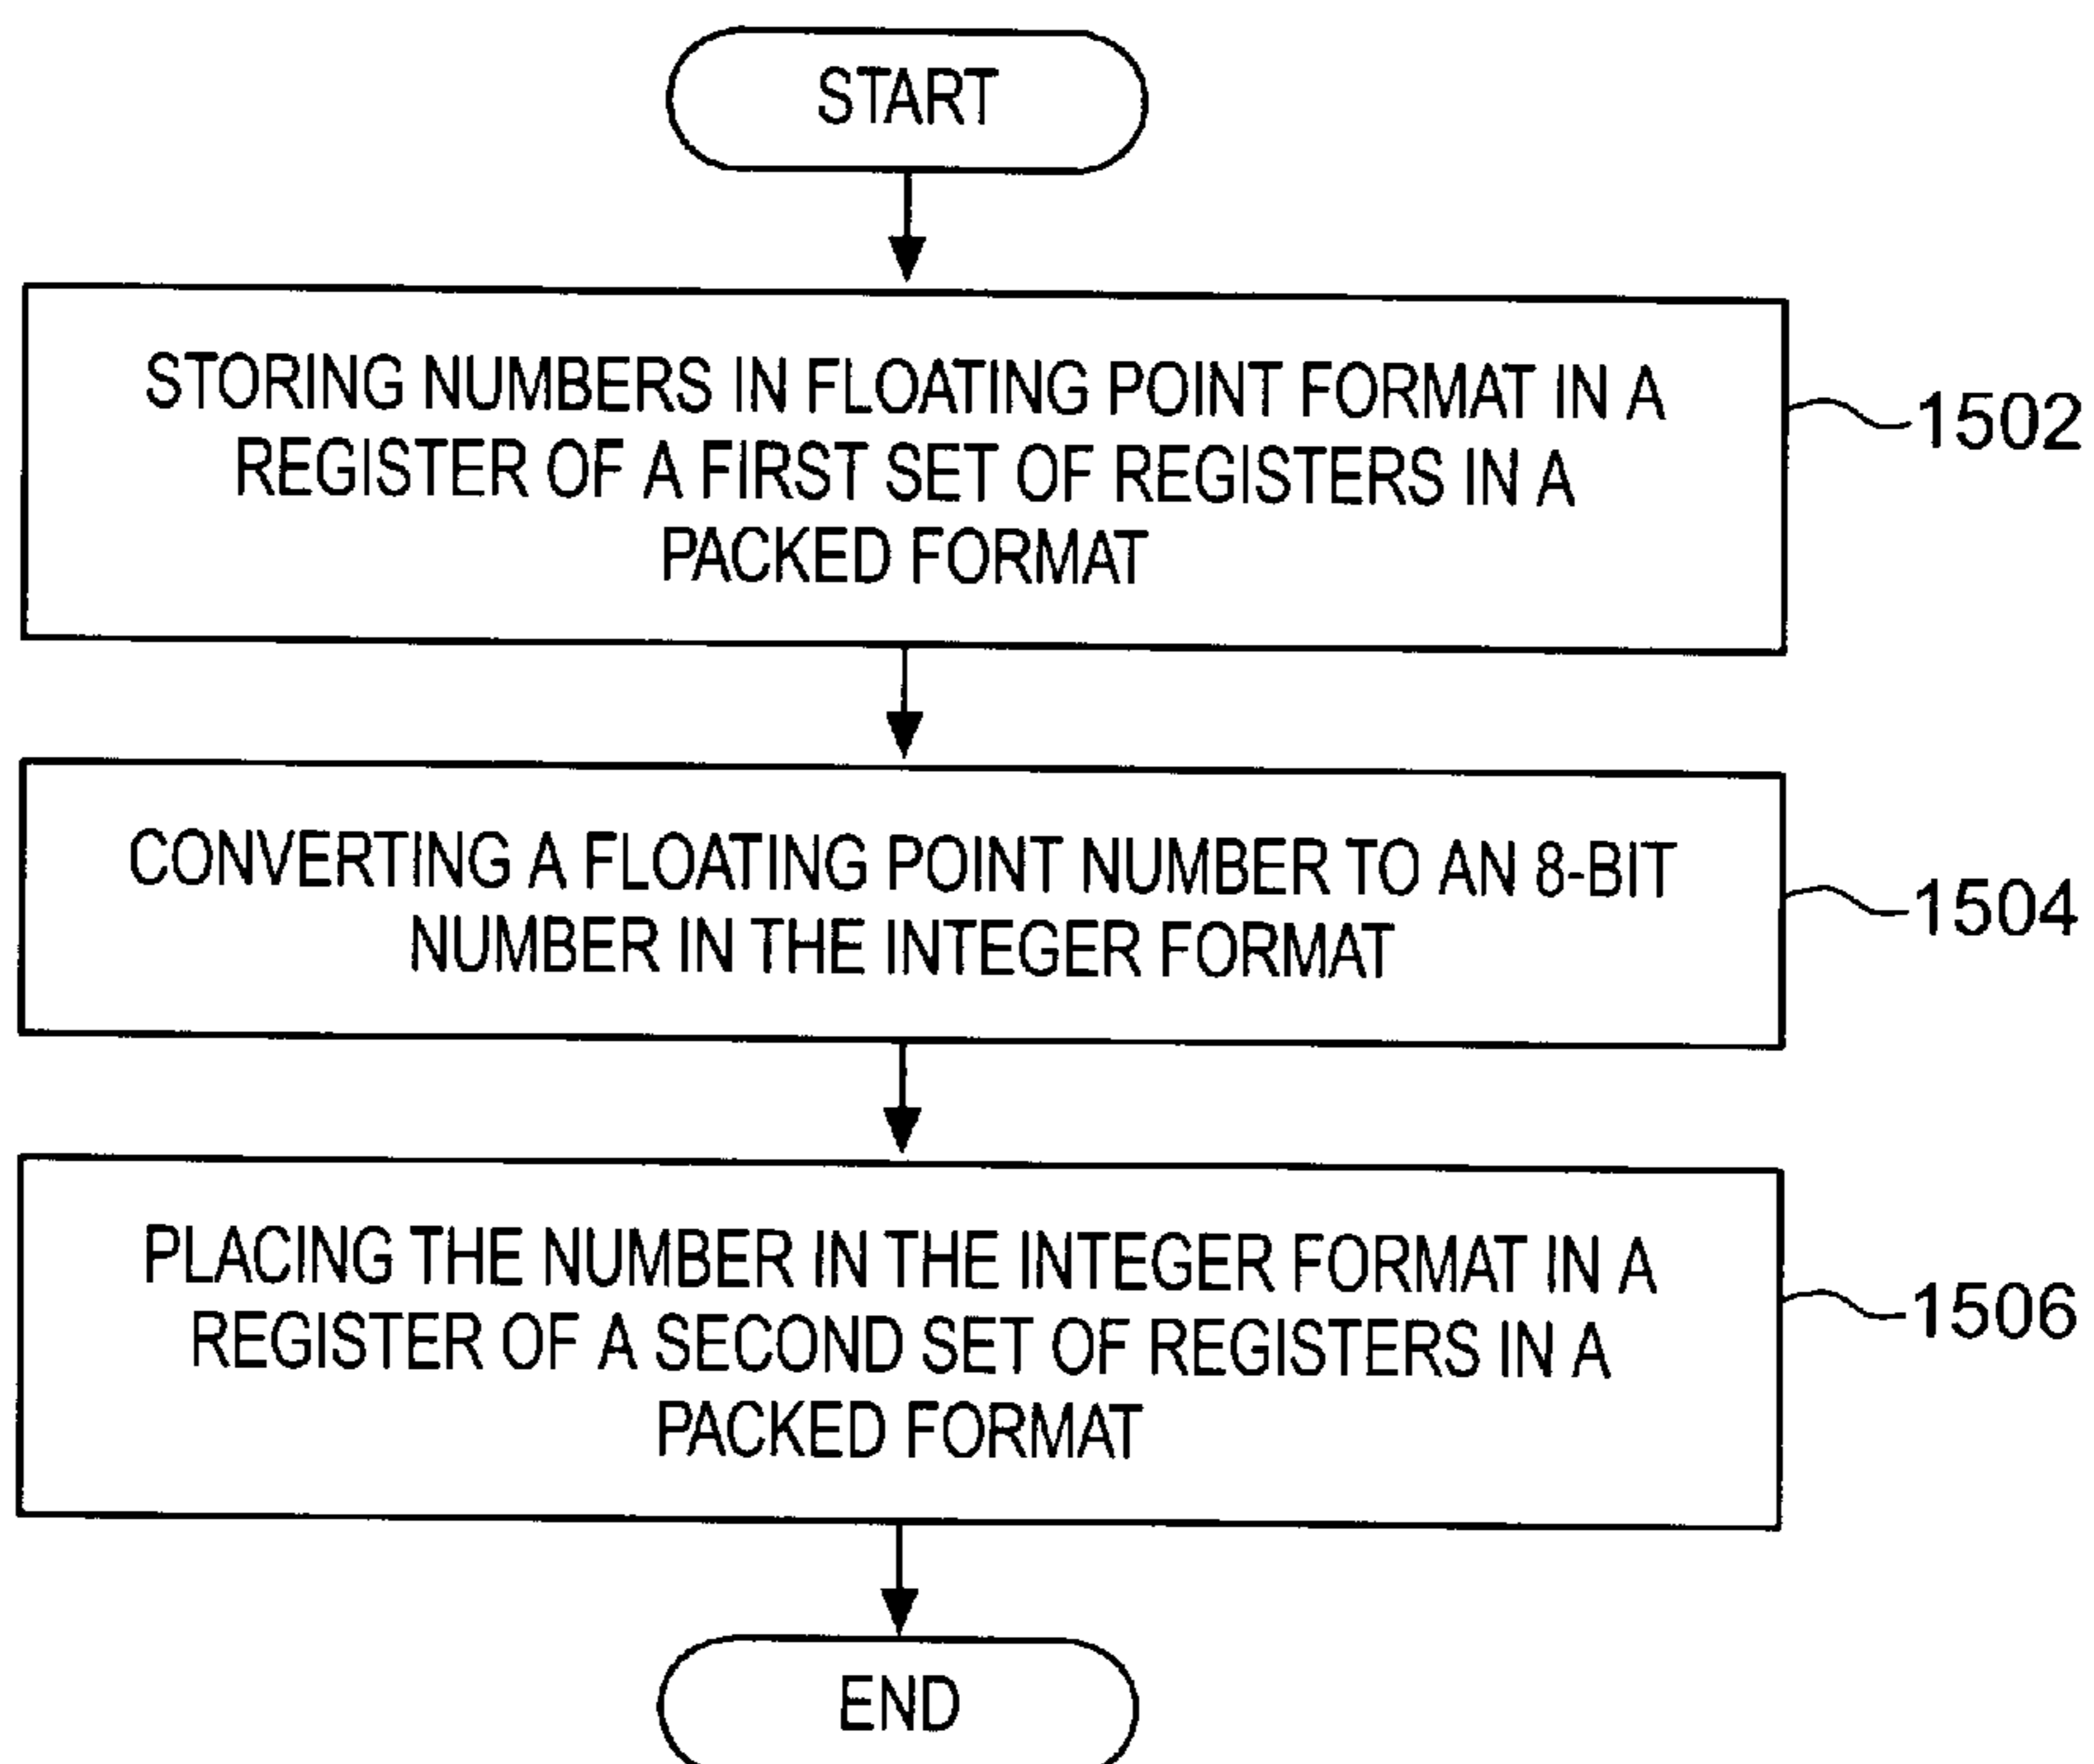 START
STORING NUMBERS IN FLOATING POINT FORMAT IN A
REGISTER OF A FIRST SET OF REGISTERS IN A
PACKED FORMAT
1502
CONVERTING A FLOATING POINT NUMBER TO AN 8-BIT
NUMBER IN THE INTEGER FORMAT
1504
PLACING THE NUMBER IN THE INTEGER FORMAT IN A
REGISTER OF A SECOND SET OF REGISTERS IN A
PACKED FORMAT
1506
END